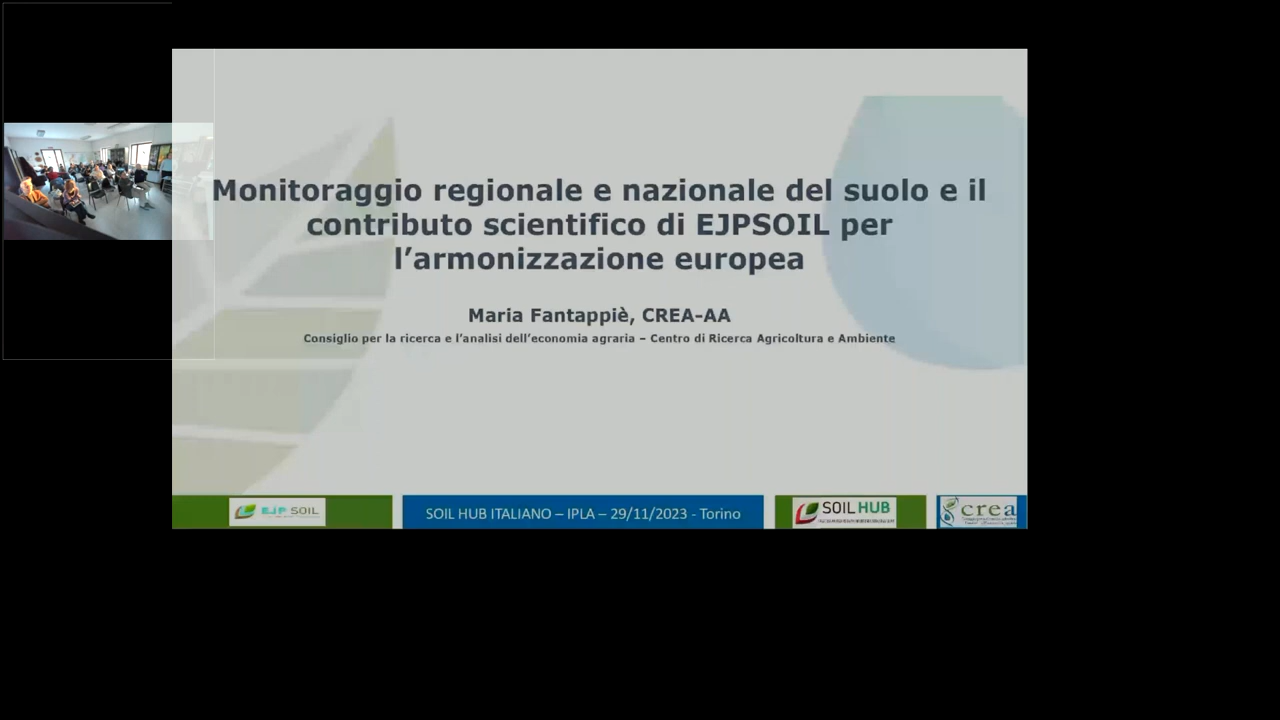 Monitoraggio regionale e nazionale del suolo e il
contributo scientifico di EJPSOIL per
l’armonizzazione europea
Maria Fantappiè, CREA-AA
Consiglio per la ricerca e l’analisi dell’economia agraria – Centro di Ricerca Agricoltura e Ambiente
EJP SOIL
SOIL HUB ITALIANO – IPLA – 29/11/2023 - Torino
SOIL HUB
crea